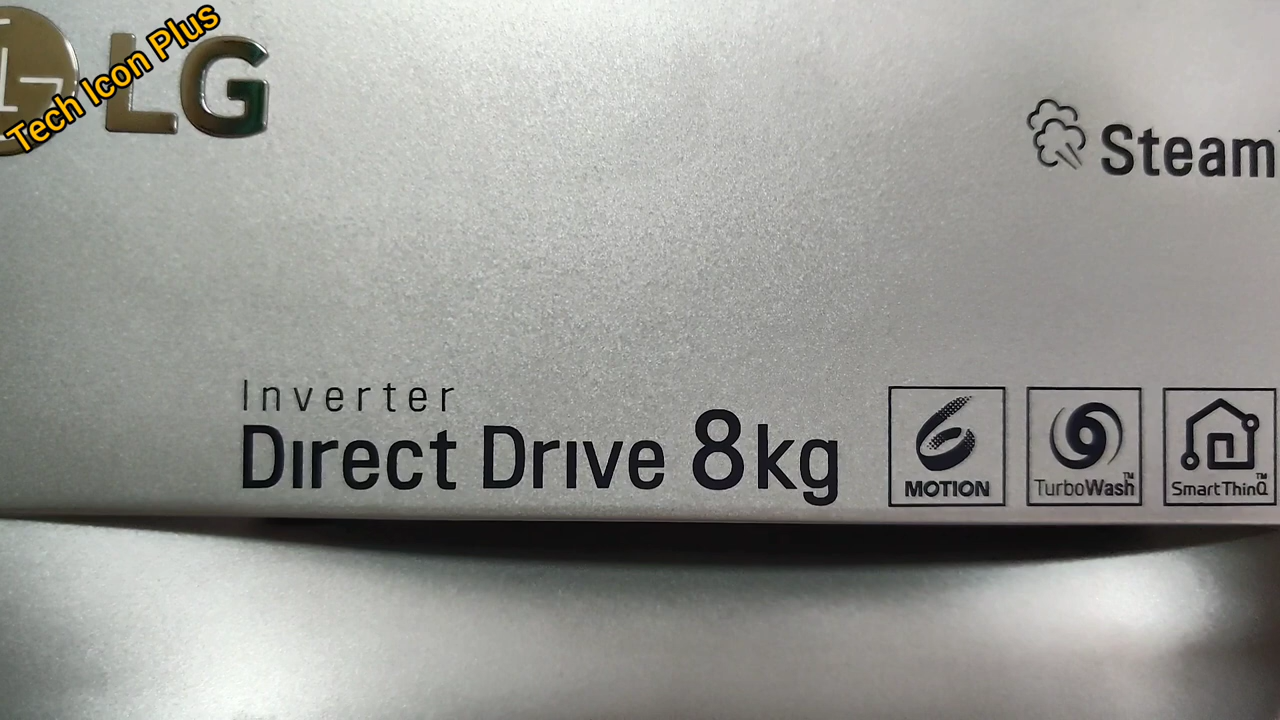 Tech Icon Plus
LG
Steam
Inverter
Direct Drive 8kg
6 MOTION
TurboWash™
SmartThinQ™